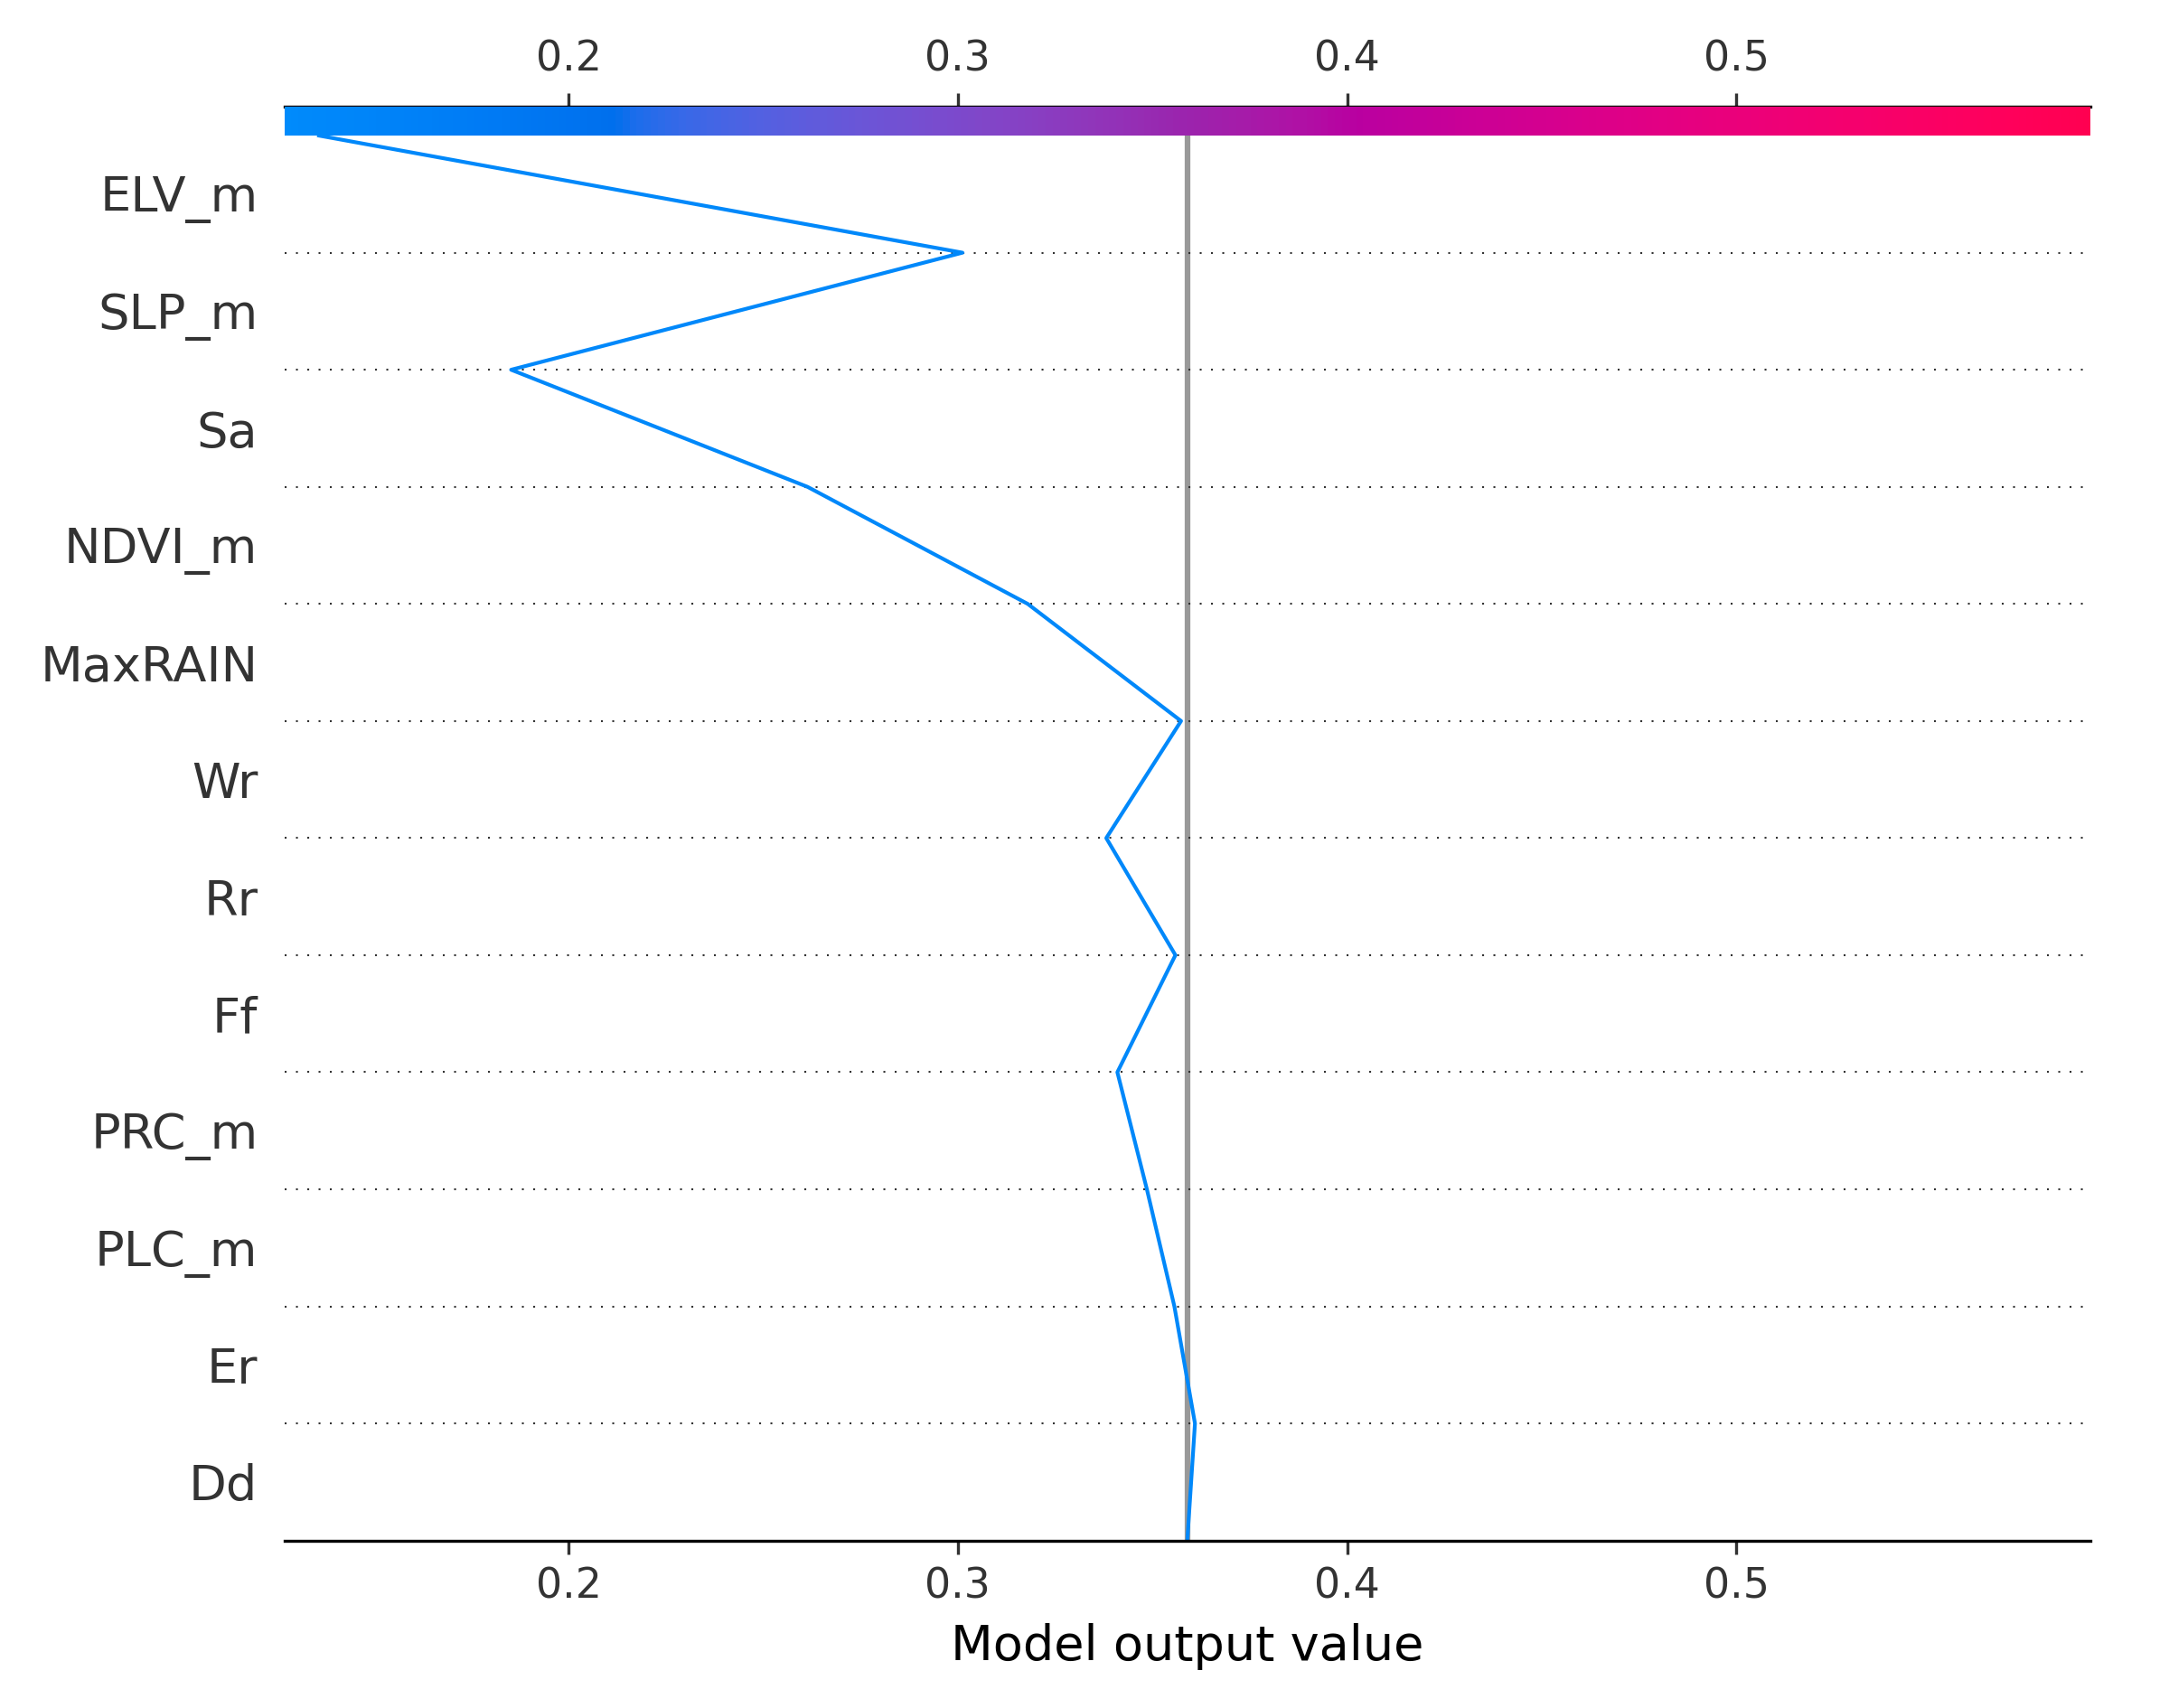 0.2 0.3 0.4 0.5
ELV_m
SLP_m
Sa
NDVI_m
MaxRAIN
Wr
Rr
Ff
PRC_m
PLC_m
Er
Dd
0.2 0.3 0.4 0.5
Model output value